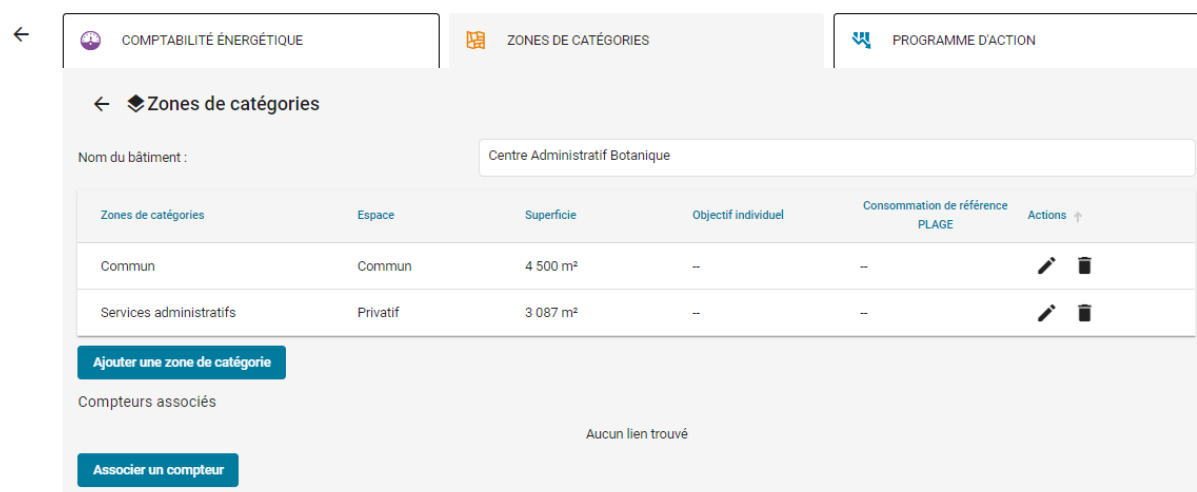 COMPTABILITÉ ÉNERGÉTIQUE ZONES DE CATÉGORIES PROGRAMME D'ACTION
Zones de catégories
Nom du bâtiment : Centre Administratif Botanique
Zones de catégories Espace Superficie Objectif individuel Consommation de référence PLAGE Actions
Commun Commun 4 500 m² -- --
Services administratifs Privatif 3 087 m² -- --
Ajouter une zone de catégorie
Compteurs associés
Aucun lien trouvé
Associer un compteur